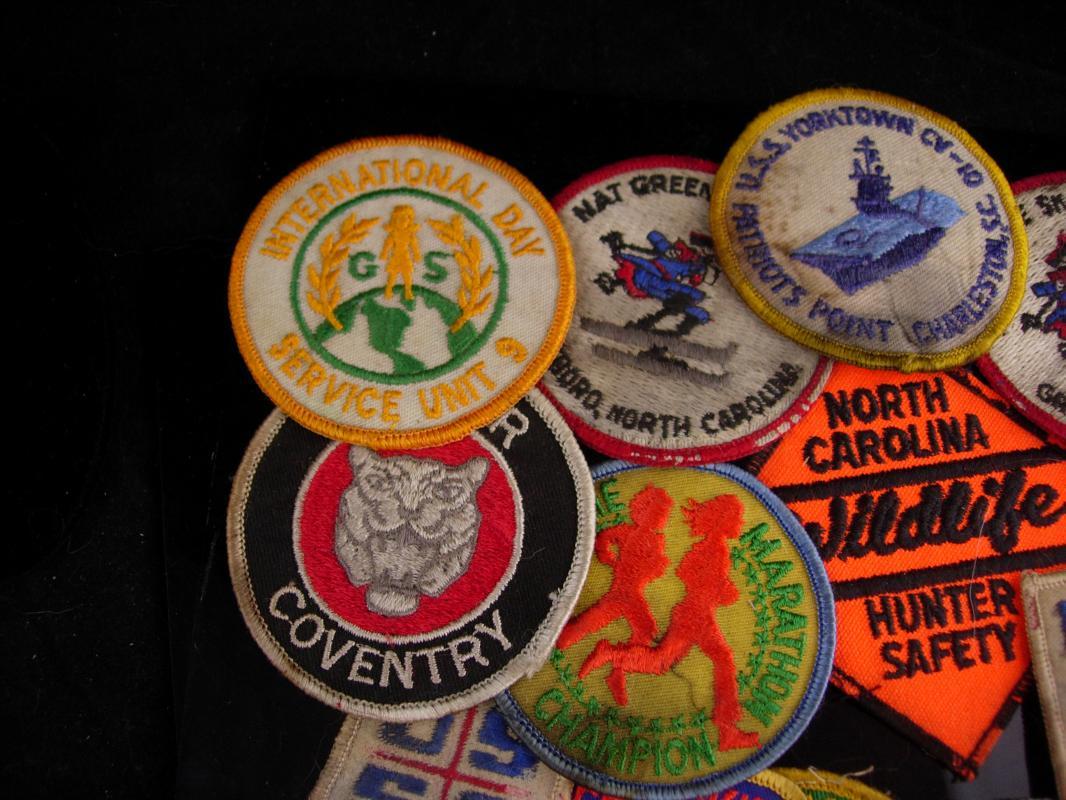 INTERNATIONAL DAY
G S
SERVICE UNIT 9
NAT GREEN
BORO, NORTH CAROLINA
U.S.S. YORKTOWN CV-10
PATRIOTS POINT CHARLESTON, S.C.
NORTH
CAROLINA
Wildlife
HUNTER
SAFETY
R
COVENTRY
MARATHON
CHAMPION